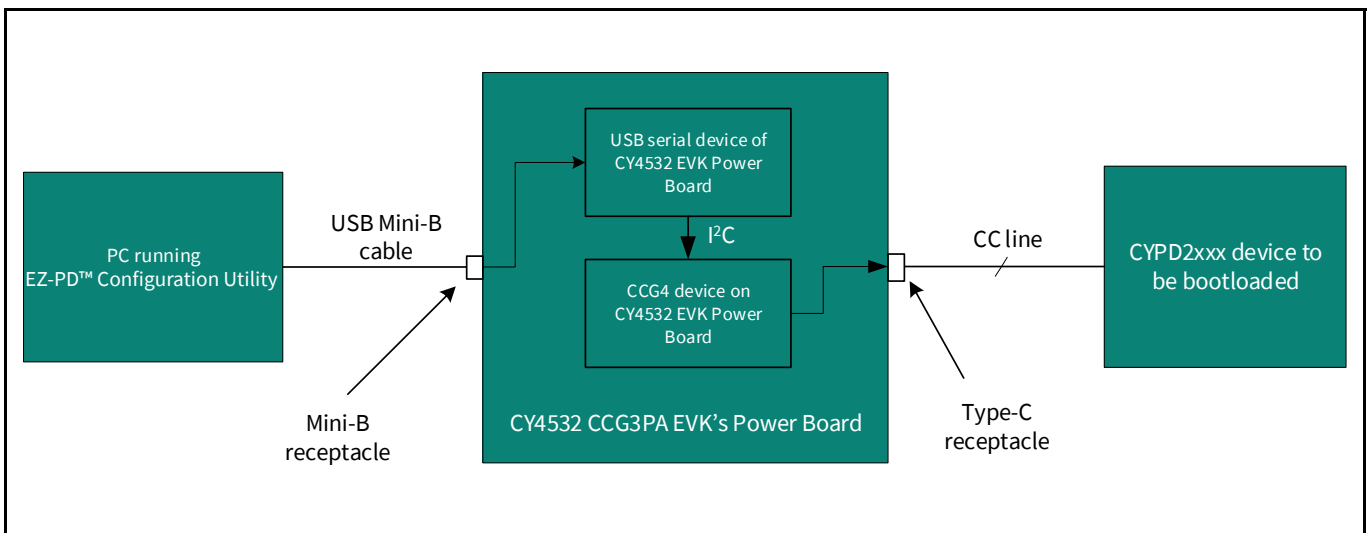 PC running
EZ-PD™ Configuration Utility
USB Mini-B
cable
Mini-B
receptacle
USB serial device of
CY4532 EVK Power
Board
I²C
CCG4 device on
CY4532 EVK Power
Board
CY4532 CCG3PA EVK’s Power Board
CC line
Type-C
receptacle
CYPD2xxx device to
be bootloaded